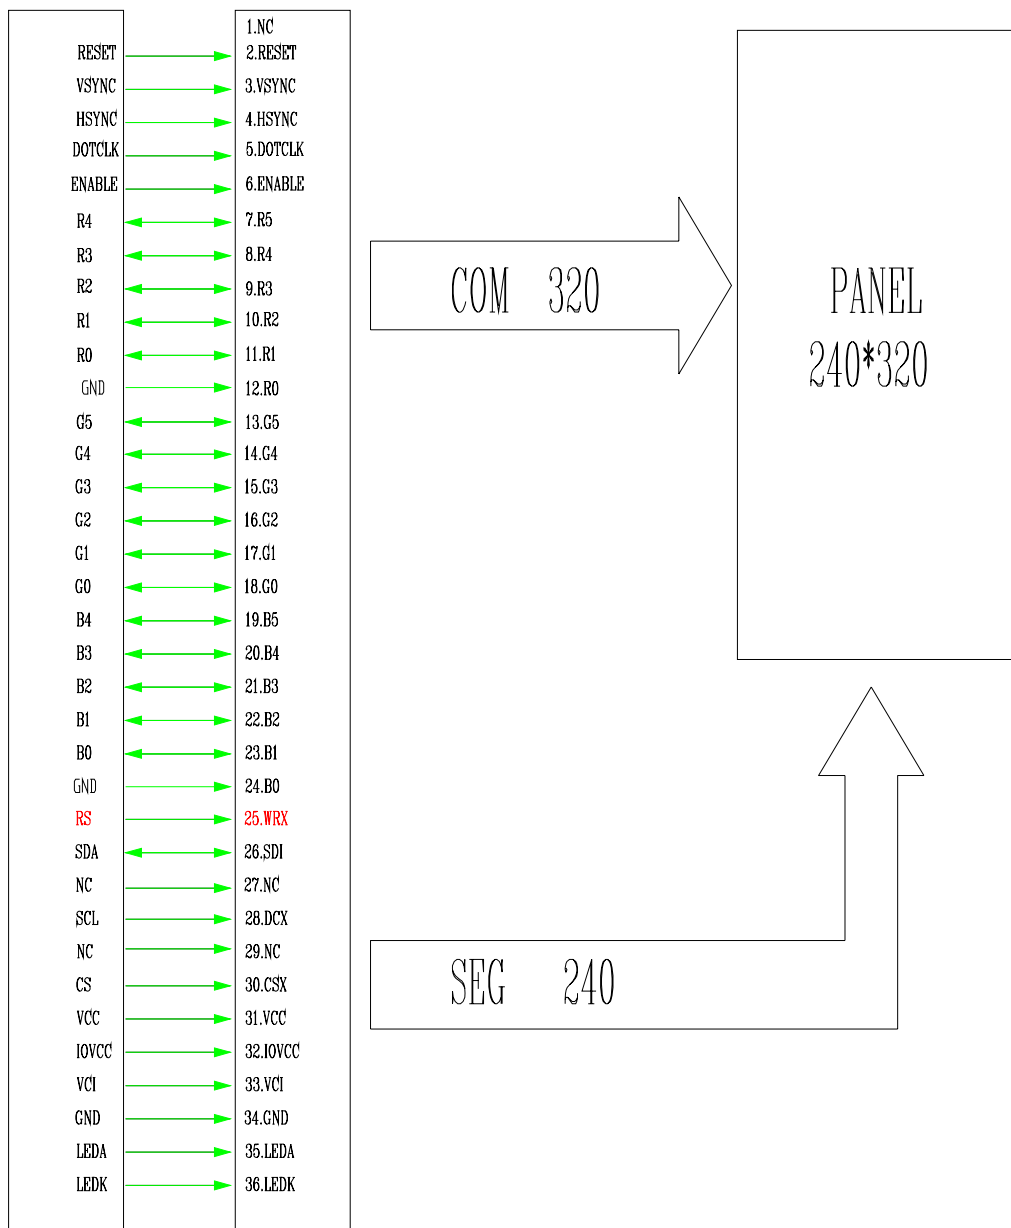 1.NC
RESET 2.RESET
VSYNC 3.VSYNC
HSYNC 4.HSYNC
DOTCLK 5.DOTCLK
ENABLE 6.ENABLE
R4 7.R5
R3 8.R4
R2 9.R3
R1 10.R2
R0 11.R1
GND 12.R0
G5 13.G5
G4 14.G4
G3 15.G3
G2 16.G2
G1 17.G1
G0 18.G0
B4 19.B5
B3 20.B4
B2 21.B3
B1 22.B2
B0 23.B1
GND 24.B0
RS 25.WRX
SDA 26.SDI
NC 27.NC
SCL 28.DCX
NC 29.NC
CS 30.CSX
VCC 31.VCC
IOVCC 32.IOVCC
VCI 33.VCI
GND 34.GND
LEDA 35.LEDA
LEDK 36.LEDK
COM 320
SEG 240
PANEL
240*320